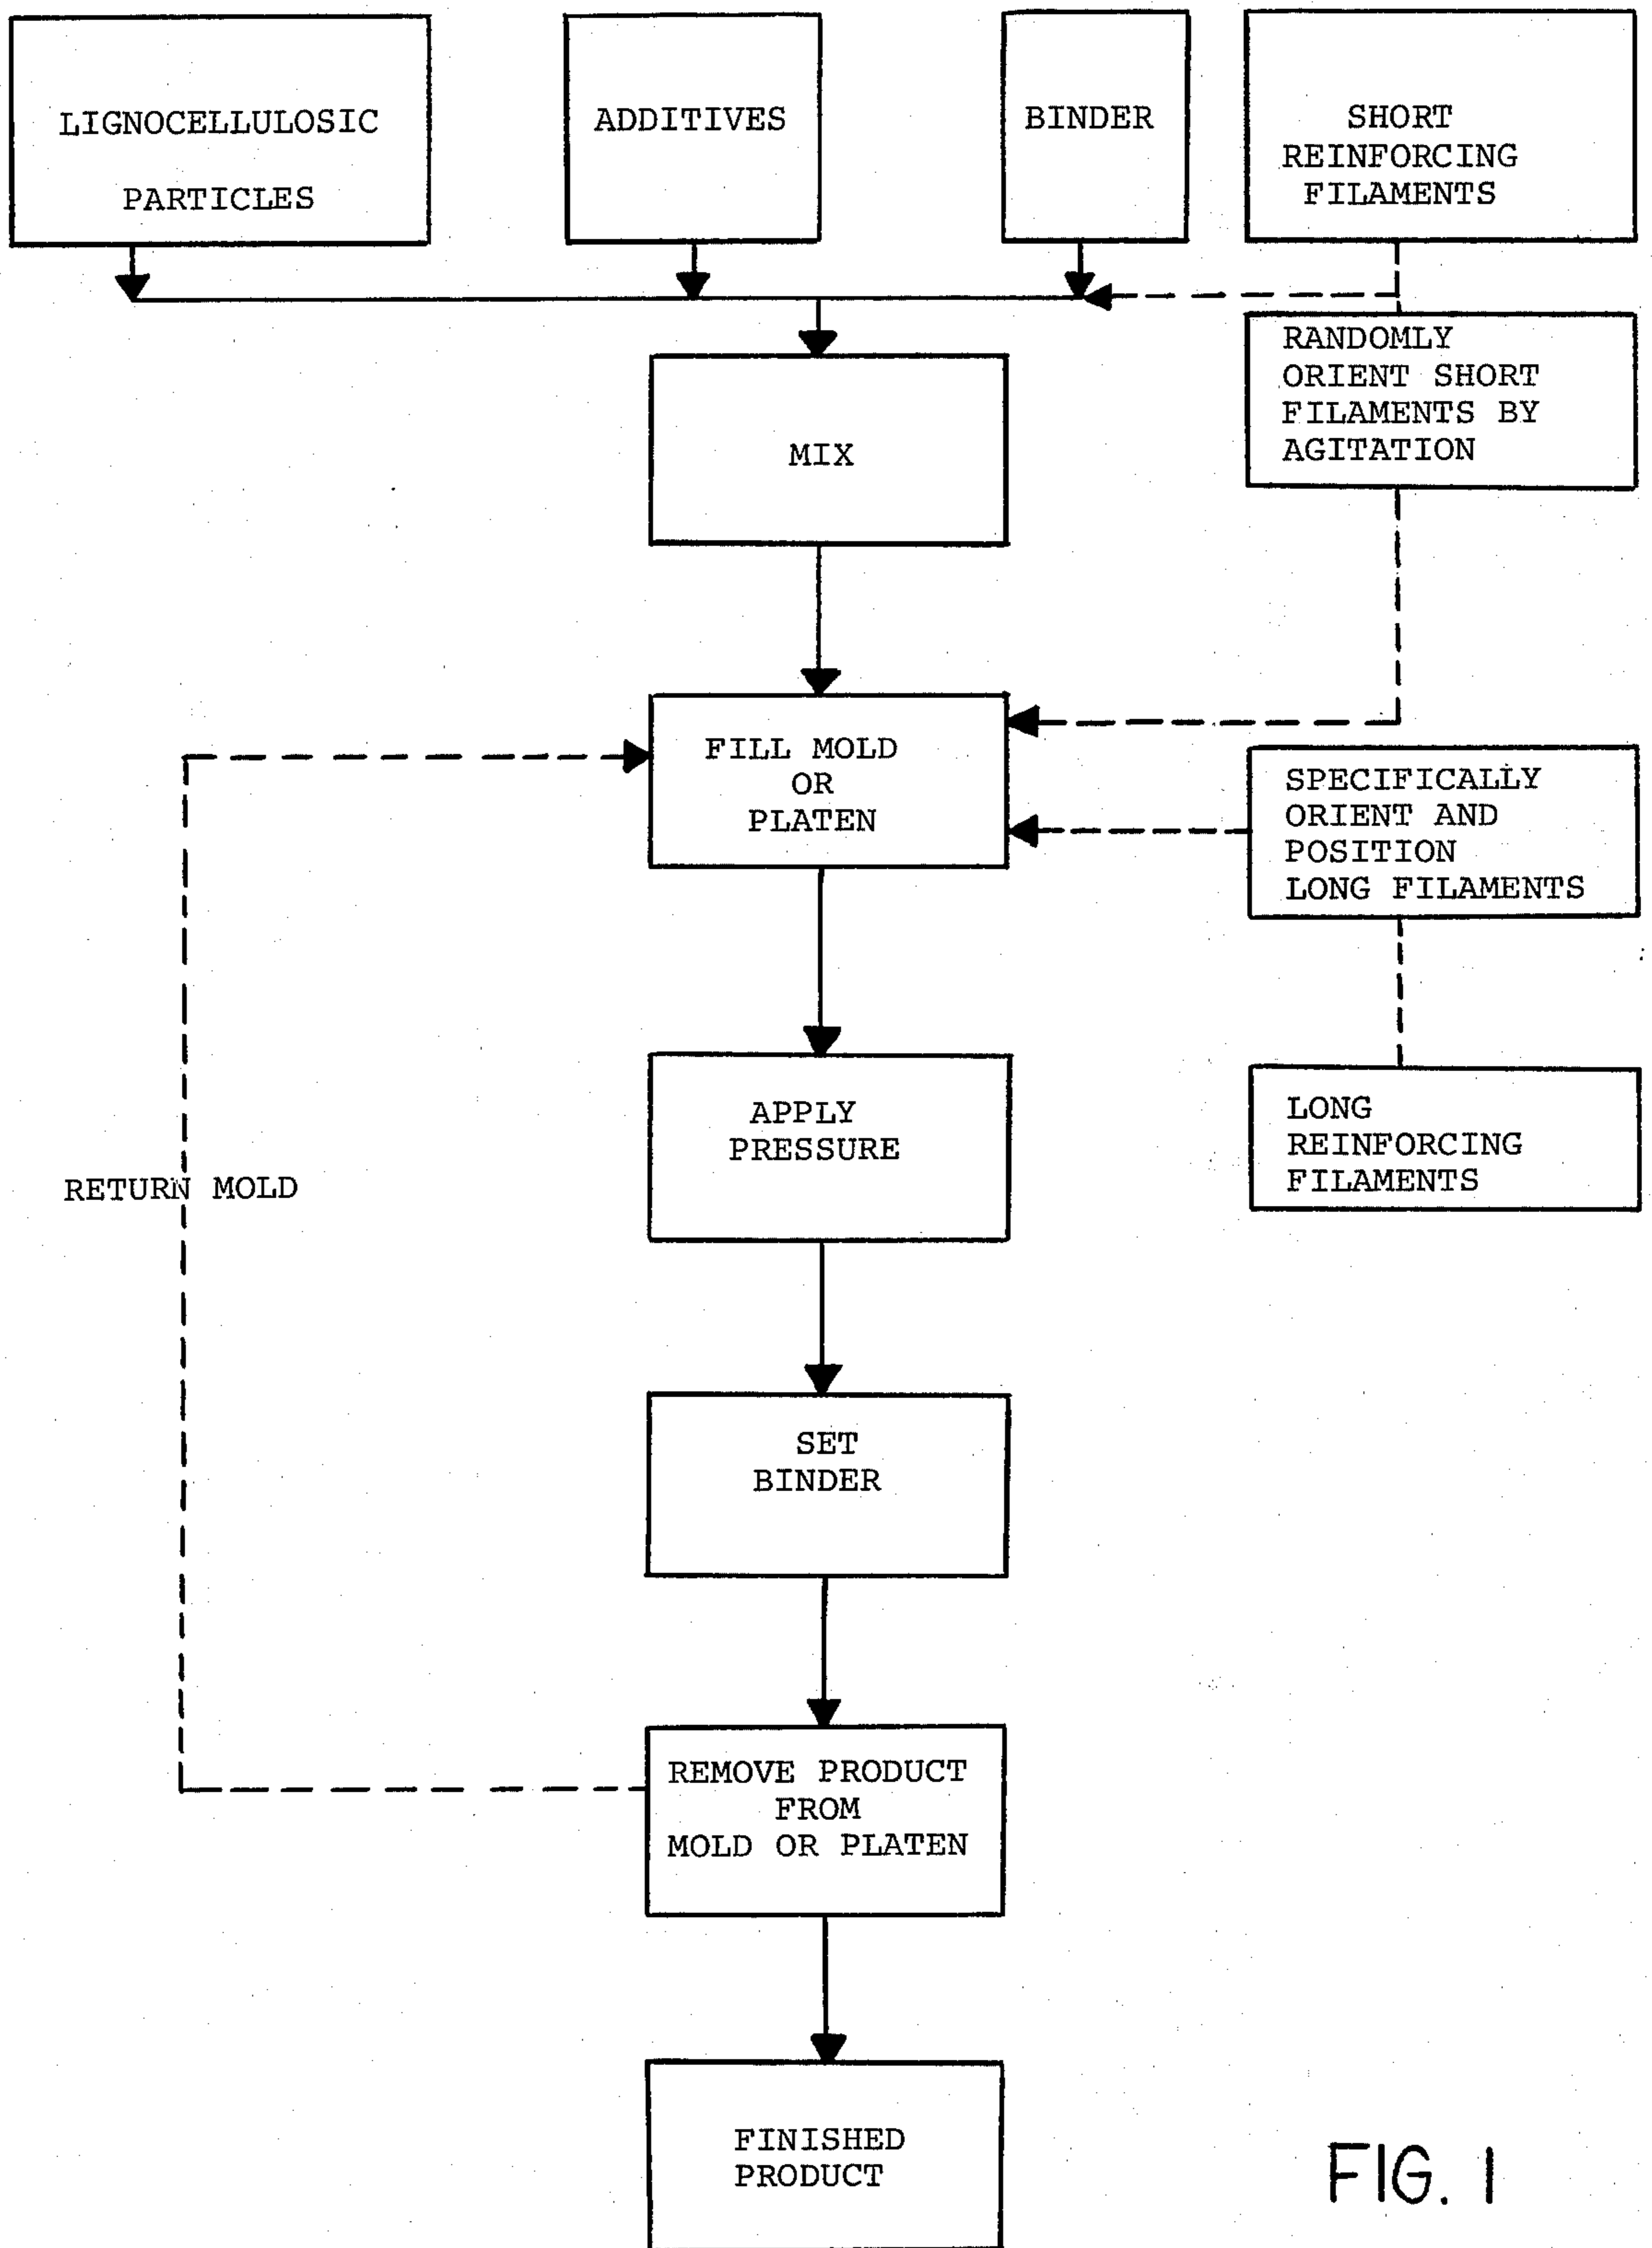 LIGNOCELLULOSIC
PARTICLES
ADDITIVES
BINDER
SHORT
REINFORCING
FILAMENTS
RANDOMLY
ORIENT SHORT
FILAMENTS BY
AGITATION
MIX
FILL MOLD
OR
PLATEN
SPECIFICALLY
ORIENT AND
POSITION
LONG FILAMENTS
APPLY
PRESSURE
LONG
REINFORCING
FILAMENTS
RETURN MOLD
SET
BINDER
REMOVE PRODUCT
FROM
MOLD OR PLATEN
FINISHED
PRODUCT
FIG. 1